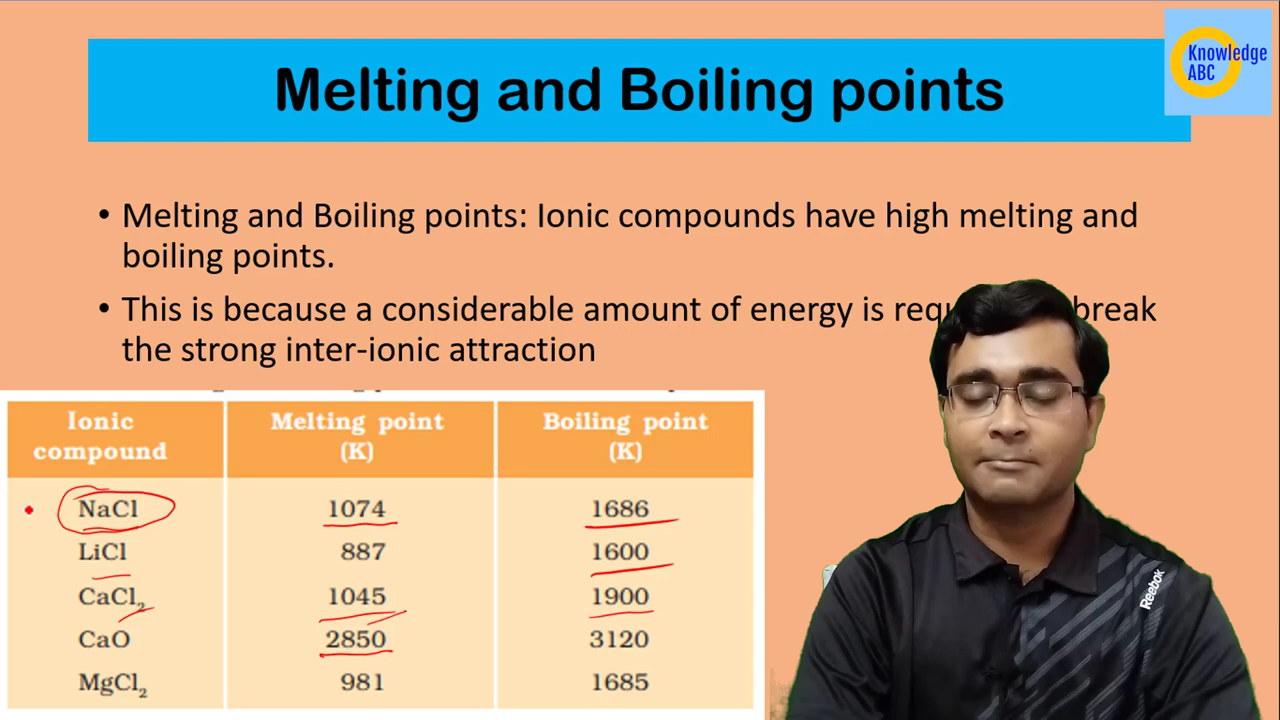 Knowledge
ABC
Melting and Boiling points
• Melting and Boiling points: Ionic compounds have high melting and
boiling points.
• This is because a considerable amount of energy is break
the strong inter-ionic attraction
Ionic compound Melting point (K) Boiling point (K)
NaCl 1074 1686
LiCl 887 1600
CaCl₂ 1045 1900
CaO 2850 3120
MgCl₂ 981 1685
Reebok